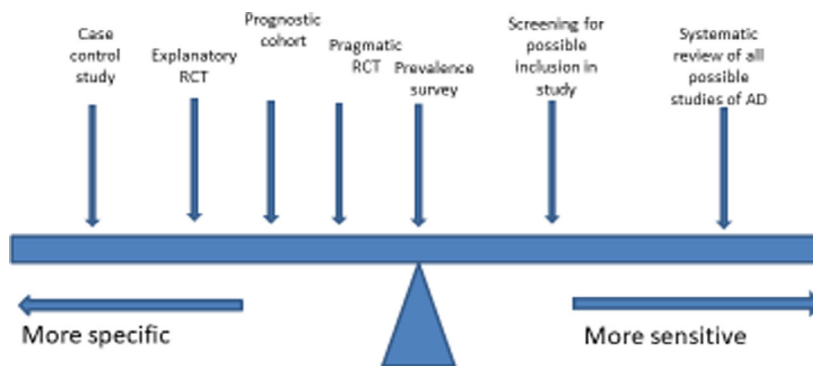 Case
control
study
Explanatory
RCT
Prognostic
cohort
Pragmatic
RCT
Prevalence
survey
Screening for
possible
inclusion in
study
Systematic
review of all
possible
studies of AD
More specific
More sensitive